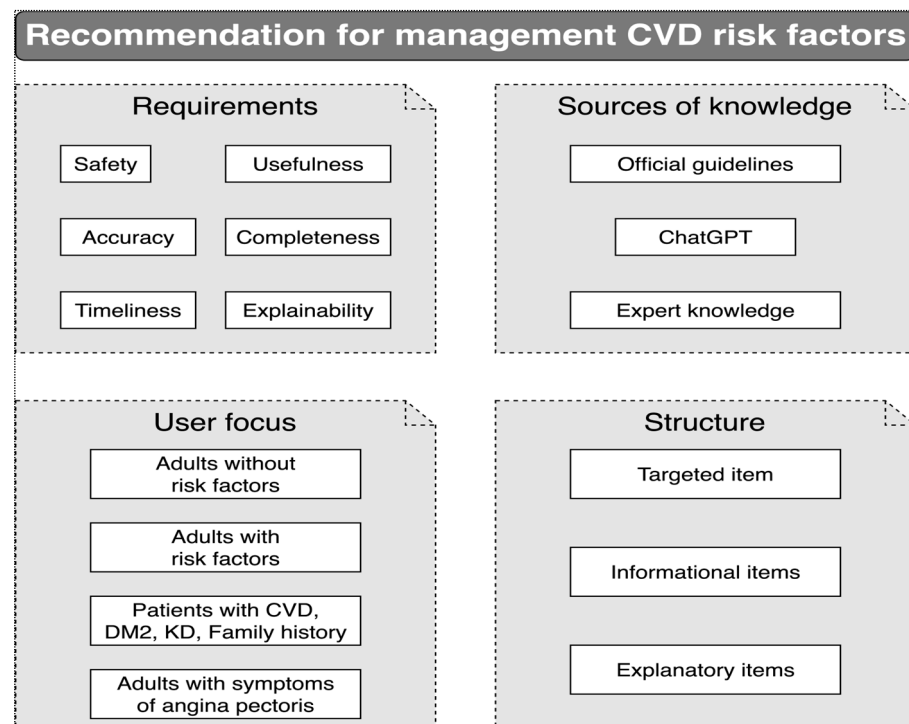 Recommendation for management CVD risk factors
Requirements
Safety
Usefulness
Accuracy
Completeness
Timeliness
Explainability
Sources of knowledge
Official guidelines
ChatGPT
Expert knowledge
User focus
Adults without
risk factors
Adults with
risk factors
Patients with CVD,
DM2, KD, Family history
Adults with symptoms
of angina pectoris
Structure
Targeted item
Informational items
Explanatory items